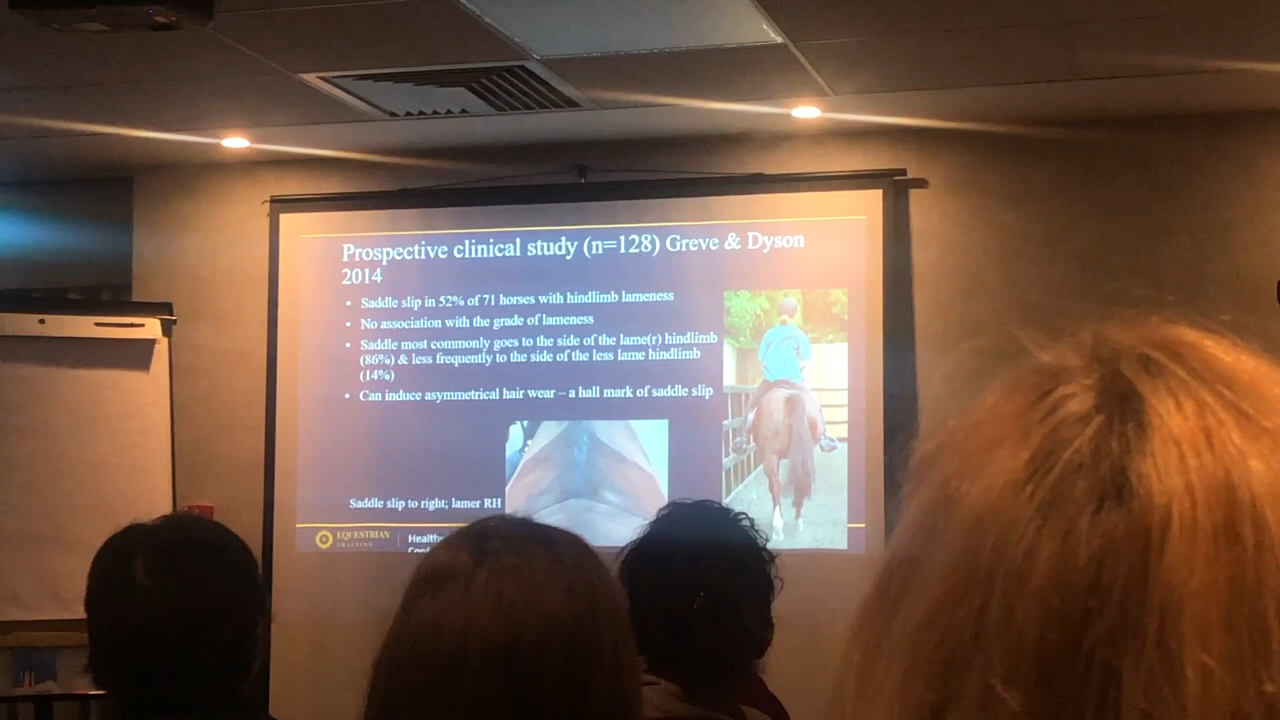 Prospective clinical study (n=128) Greve & Dyson
2014
• Saddle slip in 52% of 71 horses with hindlimb lameness
• No association with the grade of lameness
• Saddle most commonly goes to the side of the lame(r) hindlimb
(86%) & less frequently to the side of the less lame hindlimb
(14%)
• Can induce asymmetrical hair wear – a hall mark of saddle slip
Saddle slip to right; lamer RH
EQUESTRIAN
TRAINING
Health